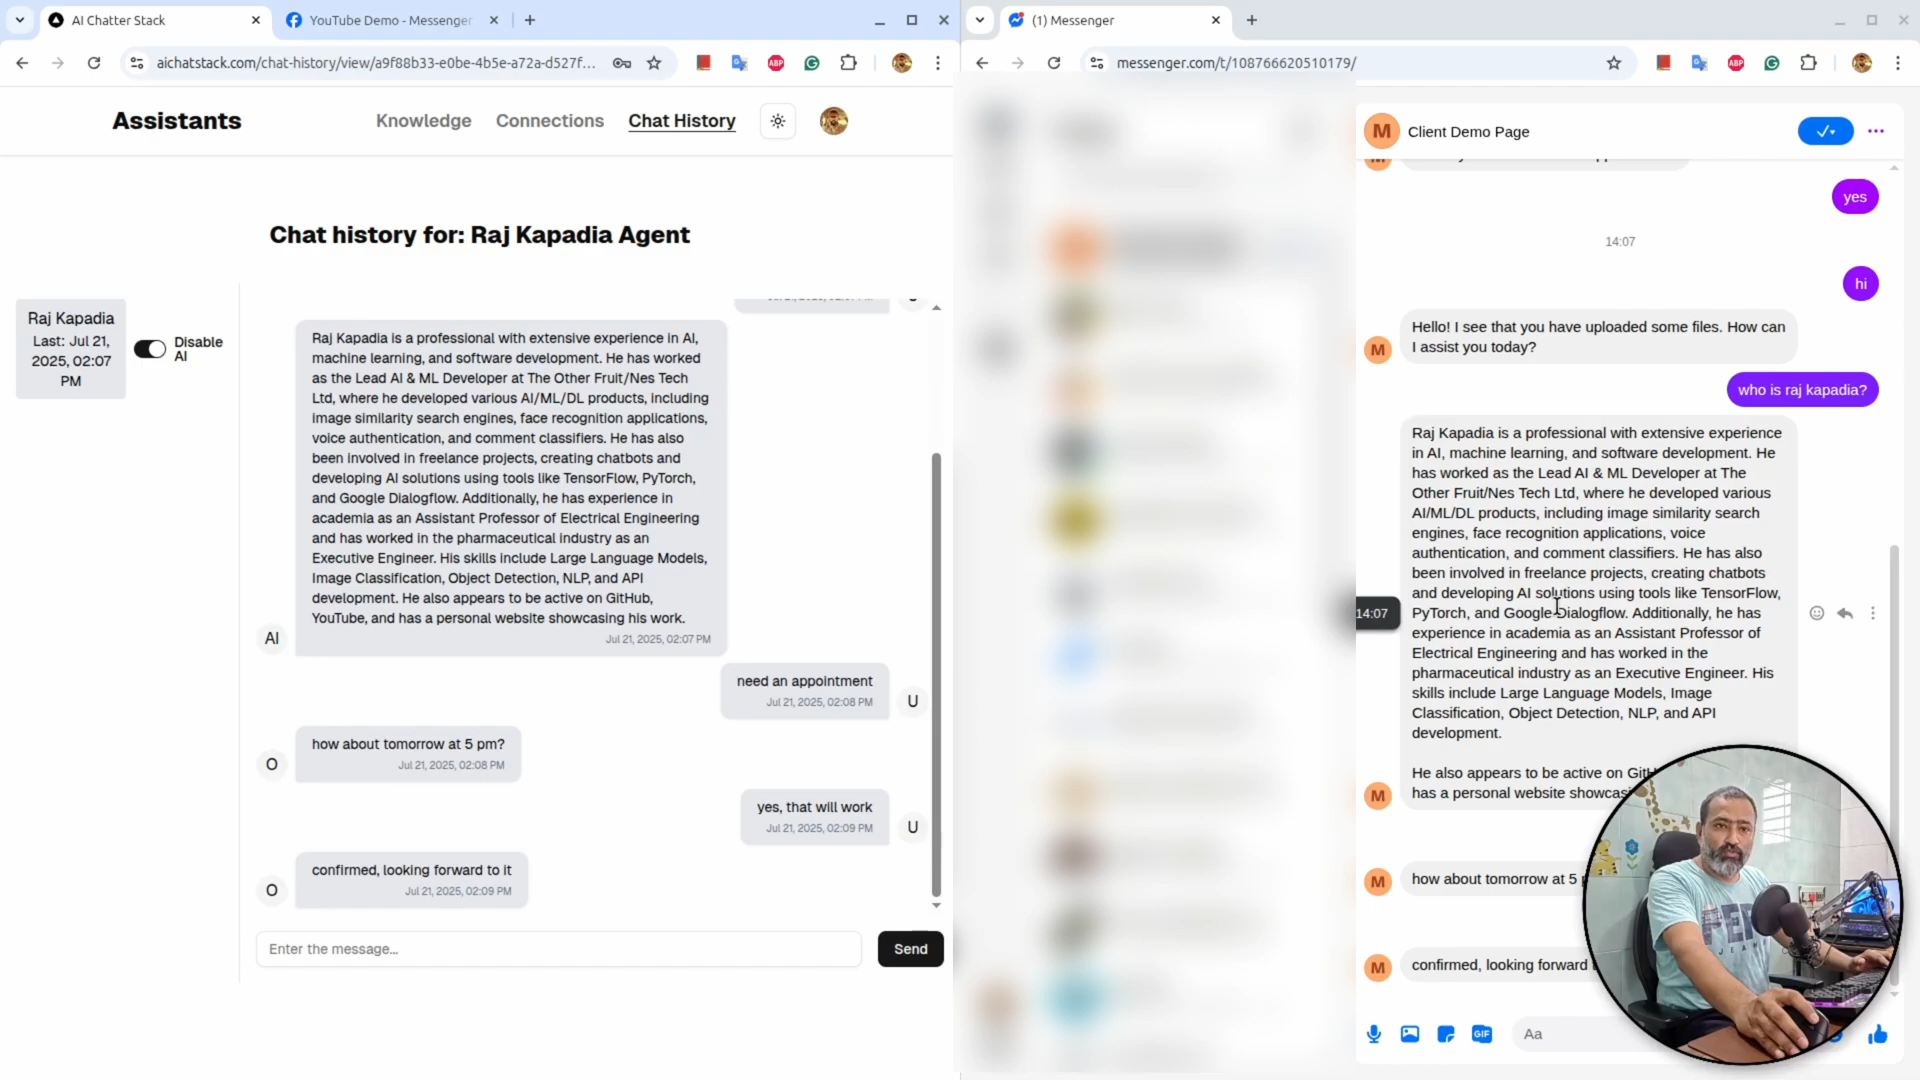 AI Chatter Stack
YouTube Demo - Messenger
aichatstack.com/chat-history/view/a9f88b33-e0be-4b5e-a72a-d527f...
Assistants
Knowledge
Connections
Chat History
Chat history for: Raj Kapadia Agent
Raj Kapadia
Last: Jul 21,
2025, 02:07
PM
Disable
AI
Raj Kapadia is a professional with extensive experience in AI,
machine learning, and software development. He has worked
as the Lead AI & ML Developer at The Other Fruit/Nes Tech
Ltd, where he developed various AI/ML/DL products, including
image similarity search engines, face recognition applications,
voice authentication, and comment classifiers. He has also
been involved in freelance projects, creating chatbots and
developing AI solutions using tools like TensorFlow, PyTorch,
and Google Dialogflow. Additionally, he has experience in
academia as an Assistant Professor of Electrical Engineering
and has worked in the pharmaceutical industry as an
Executive Engineer. His skills include Large Language Models,
Image Classification, Object Detection, NLP, and API
development. He also appears to be active on GitHub,
YouTube, and has a personal website showcasing his work.
AI
Jul 21, 2025, 02:07 PM
need an appointment
Jul 21, 2025, 02:08 PM
U
how about tomorrow at 5 pm?
O
Jul 21, 2025, 02:08 PM
yes, that will work
Jul 21, 2025, 02:09 PM
U
confirmed, looking forward to it
O
Jul 21, 2025, 02:09 PM
Enter the message...
Send
(1) Messenger
messenger.com/t/108766620510179/
ABP
ABP
M
Client Demo Page
M
yes
14:07
hi
Hello! I see that you have uploaded some files. How can
I assist you today?
M
who is raj kapadia?
Raj Kapadia is a professional with extensive experience
in AI, machine learning, and software development. He
has worked as the Lead AI & ML Developer at The
Other Fruit/Nes Tech Ltd, where he developed various
AI/ML/DL products, including image similarity search
engines, face recognition applications, voice
authentication, and comment classifiers. He has also
been involved in freelance projects, creating chatbots
and developing AI solutions using tools like TensorFlow,
PyTorch, and Google Dialogflow. Additionally, he has
14:07
experience in academia as an Assistant Professor of
Electrical Engineering and has worked in the
pharmaceutical industry as an Executive Engineer. His
skills include Large Language Models, Image
Classification, Object Detection, NLP, and API
development.
He also appears to be active on
has a personal website
M
how about tomorrow at 5
M
confirmed, looking forward
M
GIF
Aa